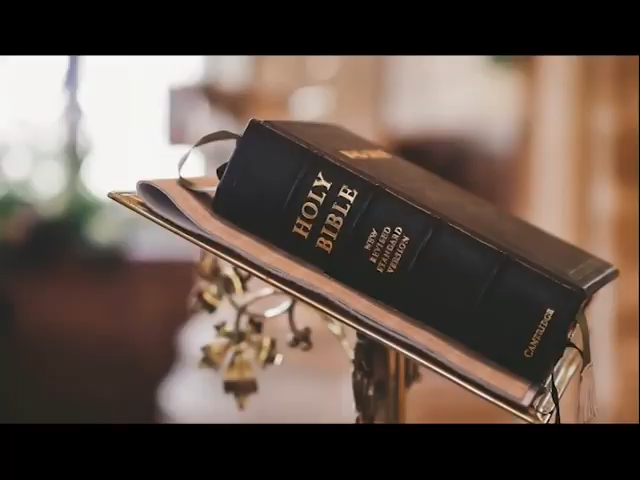 HOLY
BIBLE
NEW
REVISED
STANDARD
VERSION
CAMBRIDGE